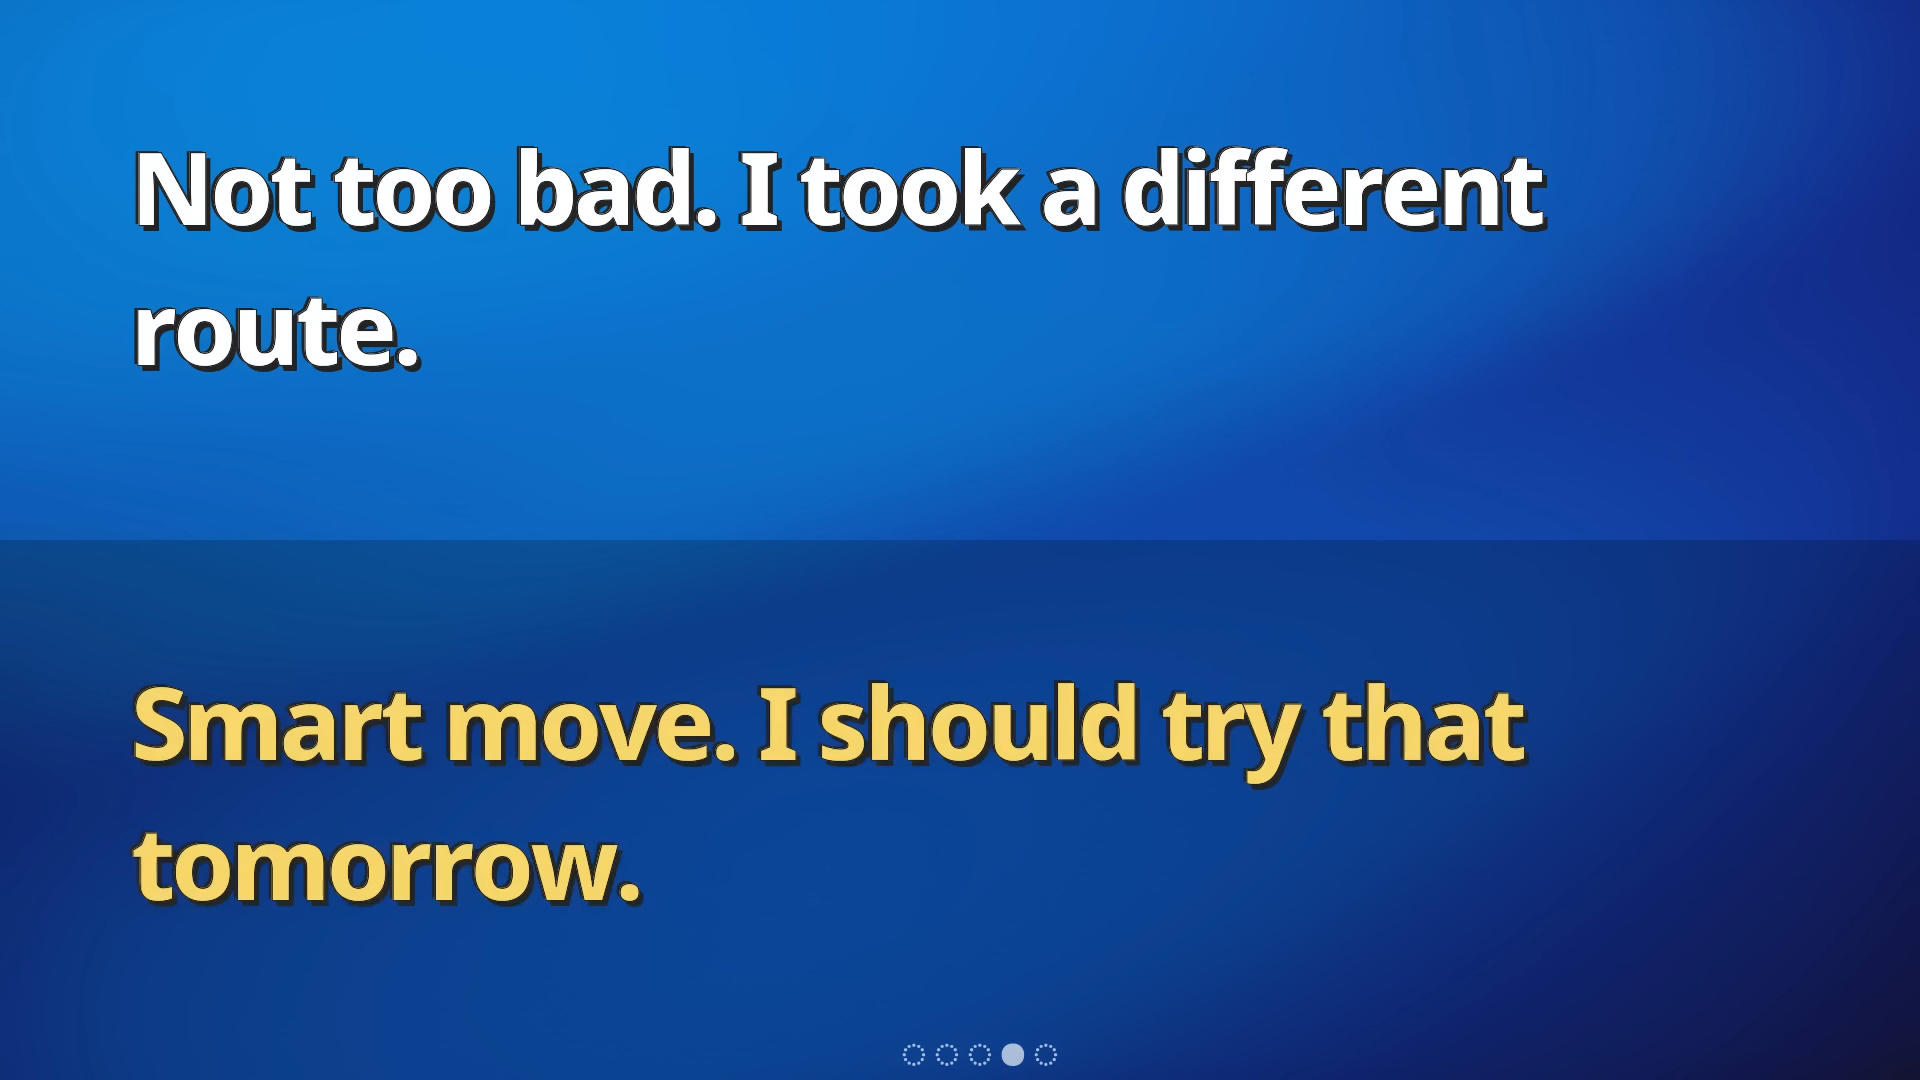 Not too bad. I took a different
route.
Smart move. I should try that
tomorrow.